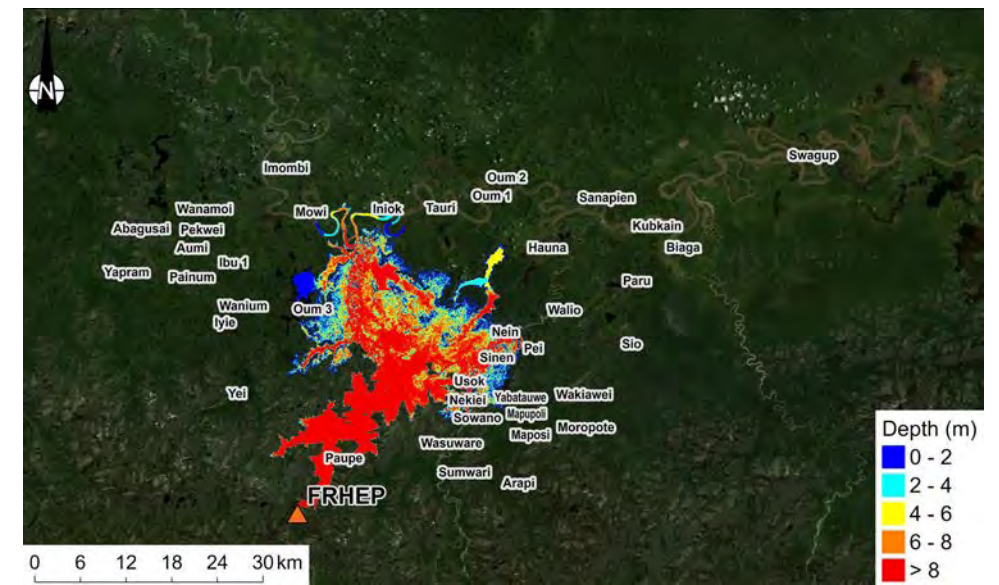 N
Swagup
Imombi
Oum 2
Oum 1
Sanapien
Wanamoi
Mowi
Iniok
Tauri
Abagusai
Pekwei
Kubkain
Aumi
Hauna
Biaga
Ibu 1
Yapram
Painum
Paru
Wanium
Oum 3
Walio
Iyie
Nein
Sio
Pei
Sinen
Usok
Yei
Nekiei
Yabatauwe
Wakiawei
Sowano
Mapupoli
Moropote
Maposi
Wasuware
Paupe
Sumwari
Arapi
FRHEP
Depth (m)
0 - 2
2 - 4
4 - 6
6 - 8
> 8
0 6 12 18 24 30 km